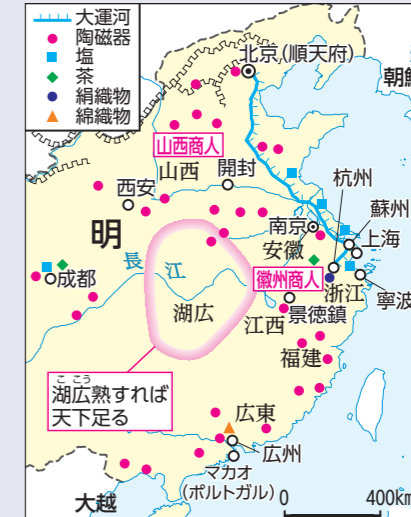 大運河
陶磁器
塩
茶
絹織物
綿織物
北京(順天府)
朝鮮
山西商人
山西
開封
西安
杭州
蘇州
南京
上海
明
安徽
長江
徽州商人
浙江
寧波
成都
湖広
江西
景徳鎮
福建
ここう
湖広熟すれば
天下足る
広東
広州
マカオ
(ポルトガル)
大越
0 400km